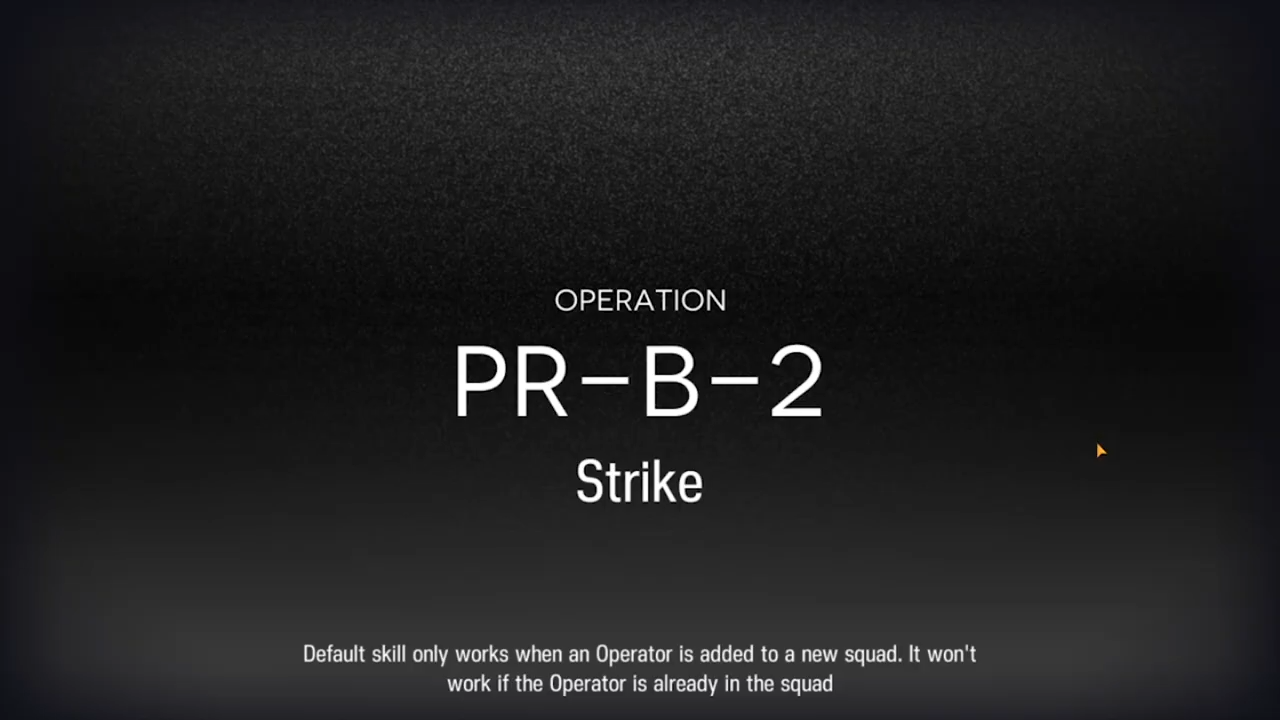 OPERATION
PR-B-2
Strike
Default skill only works when an Operator is added to a new squad. It won't
work if the Operator is already in the squad